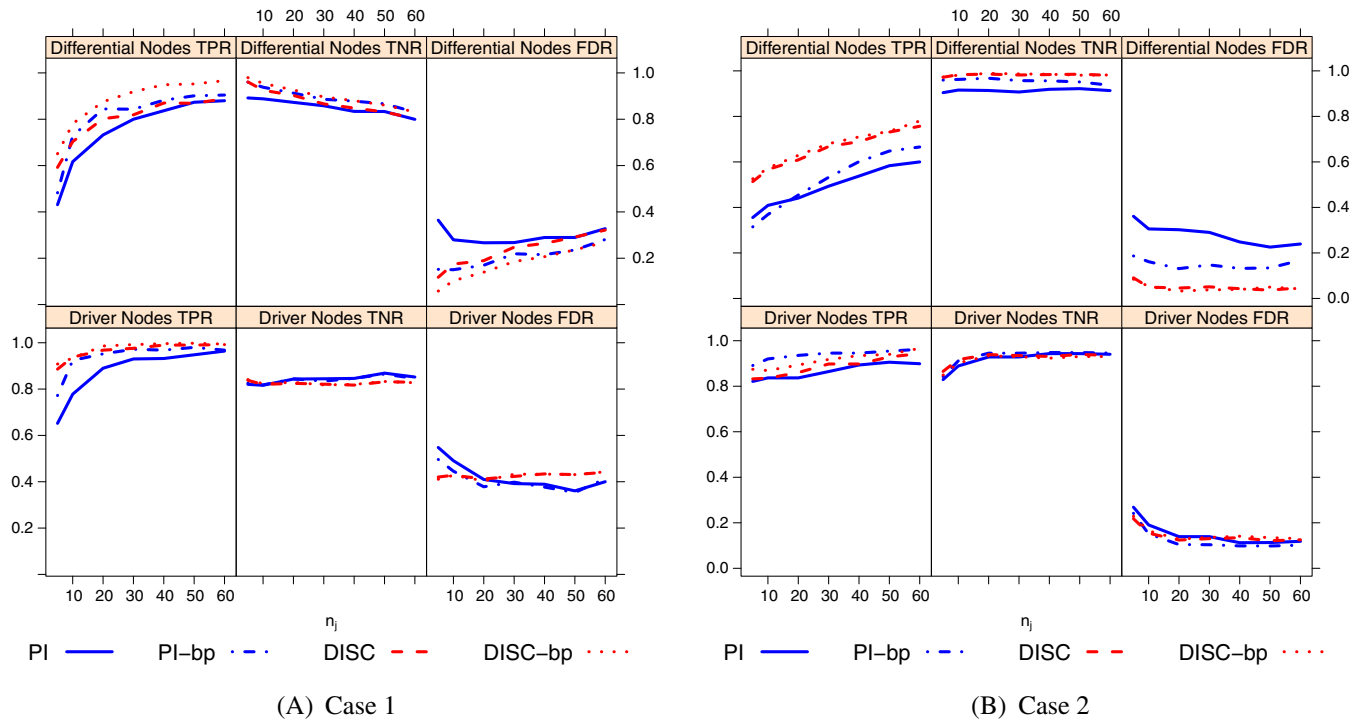 10 20 30 40 50 60
Differential Nodes TPR Differential Nodes TNR Differential Nodes FDR
1.0
0.8
0.6
0.4
0.2
Driver Nodes TPR Driver Nodes TNR Driver Nodes FDR
1.0
0.8
0.6
0.4
0.2
10 20 30 40 50 60 10 20 30 40 50 60
n_j
PI PI-bp DISC DISC-bp
(A) Case 1
10 20 30 40 50 60
Differential Nodes TPR Differential Nodes TNR Differential Nodes FDR
1.0
0.8
0.6
0.4
0.2
0.0
Driver Nodes TPR Driver Nodes TNR Driver Nodes FDR
1.0
0.8
0.6
0.4
0.2
0.0
10 20 30 40 50 60 10 20 30 40 50 60
n_j
PI PI-bp DISC DISC-bp
(B) Case 2